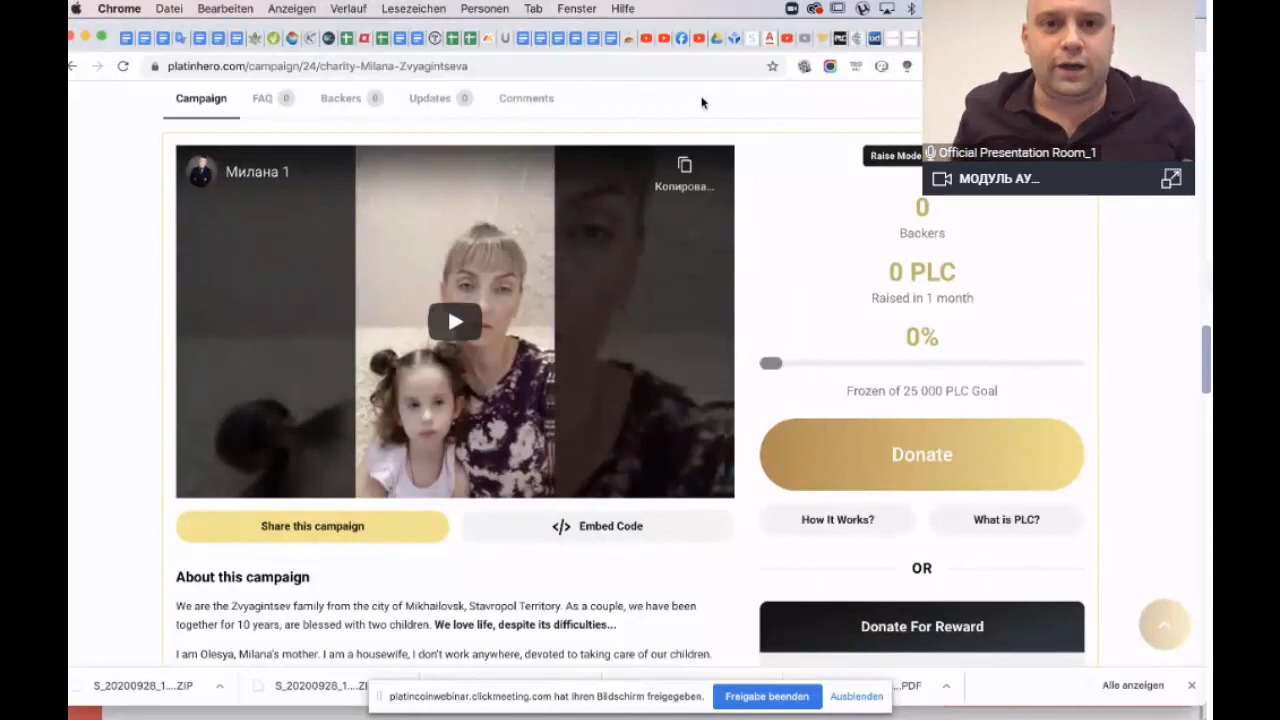 Chrome Datei Bearbeiten Anzeigen Verlauf Lesezeichen Personen Tab Fenster Hilfe
platinhero.com/campaign/24/charity-Milana-Zvyagintseva
Official Presentation Room_1
МОДУЛЬ АУ...
Campaign FAQ 0 Backers 0 Updates 0 Comments
Милана 1
Копирова...
Raise Mode
0
Backers
0 PLC
Raised in 1 month
0%
Frozen of 25 000 PLC Goal
Donate
How It Works? What is PLC?
OR
Donate For Reward
Share this campaign
</> Embed Code
About this campaign
We are the Zvyagintsev family from the city of Mikhailovsk, Stavropol Territory. As a couple, we have been
together for 10 years, are blessed with two children. We love life, despite its difficulties...
I am Olesya, Milana's mother. I am a housewife, I don't work anywhere, devoted to taking care of our children.
S_20200928_1....ZIP S_20200928_1....ZI ...PDF Alle anzeigen
platincoinwebinar.clickmeeting.com hat Ihren Bildschirm freigegeben. Freigabe beenden Ausblenden